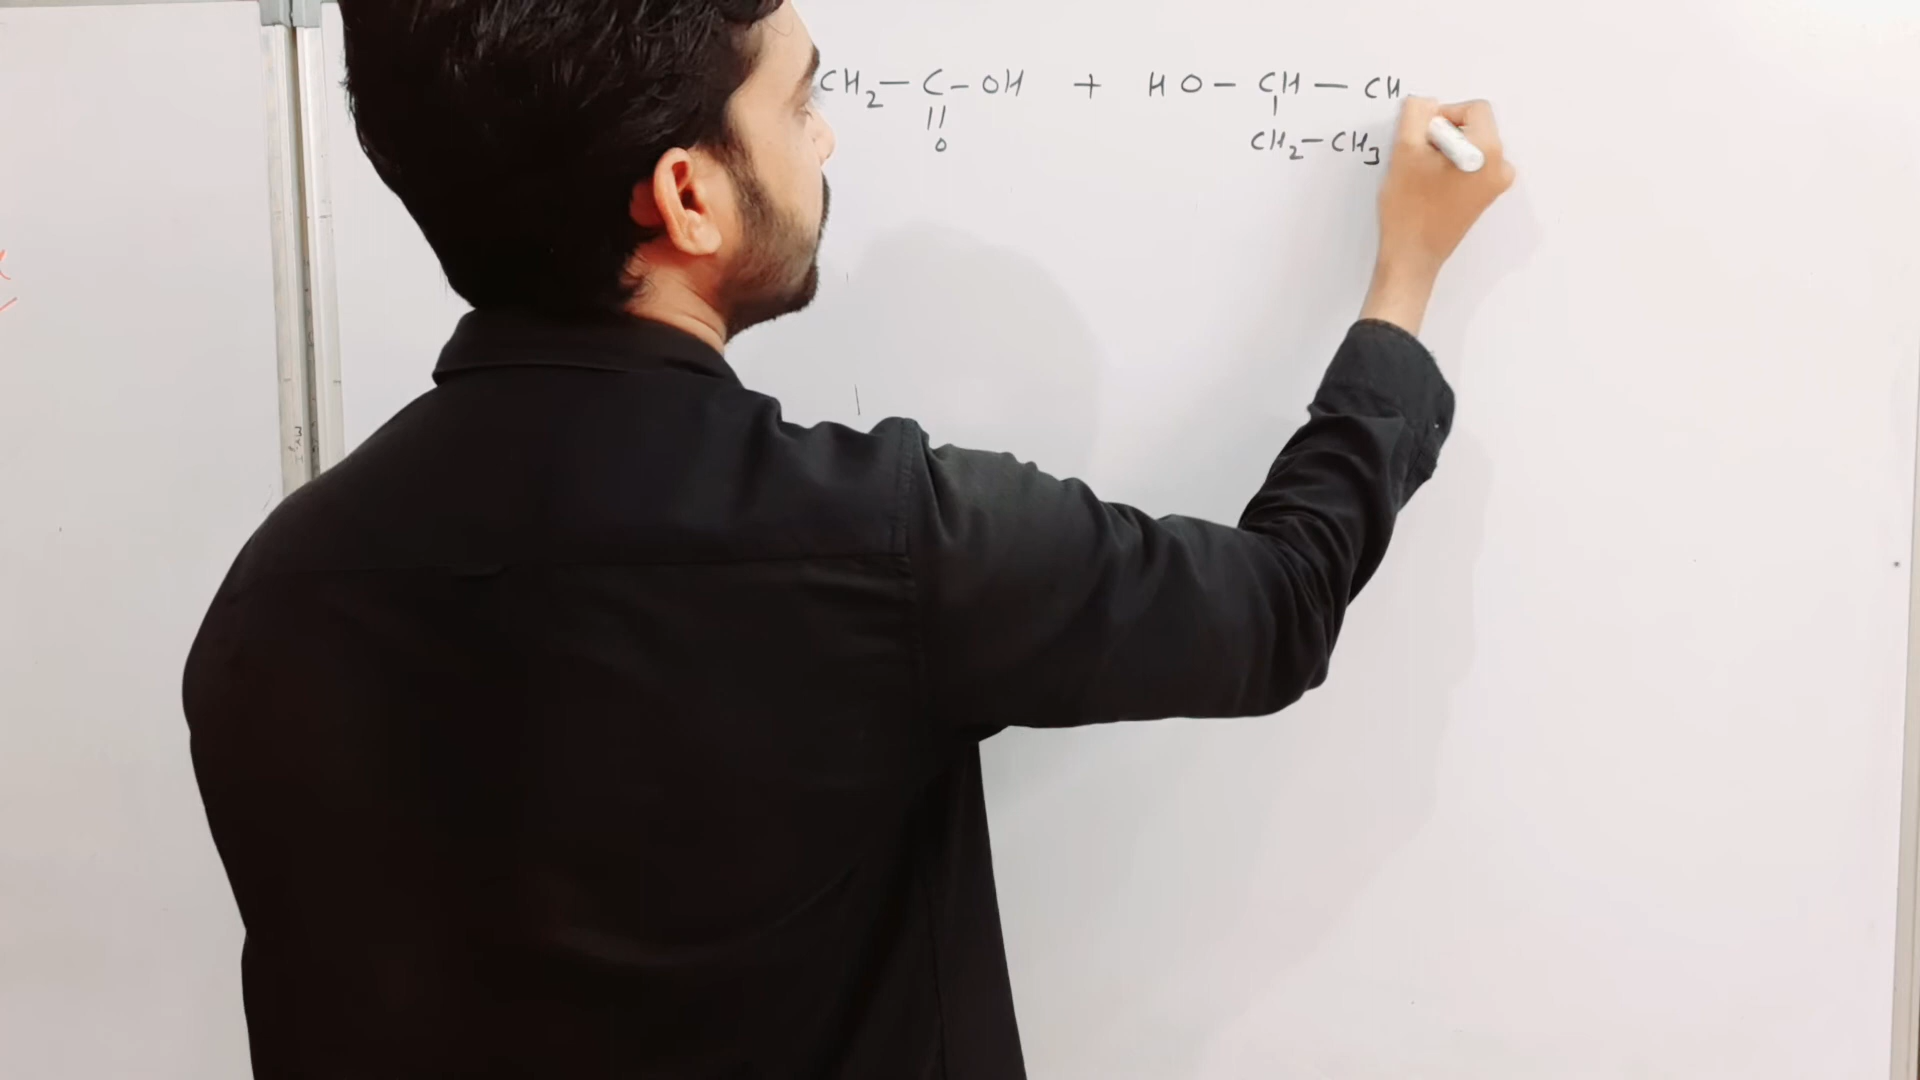 CH₂ — C – OH + HO – CH — CH
||
O CH₂ – CH₃